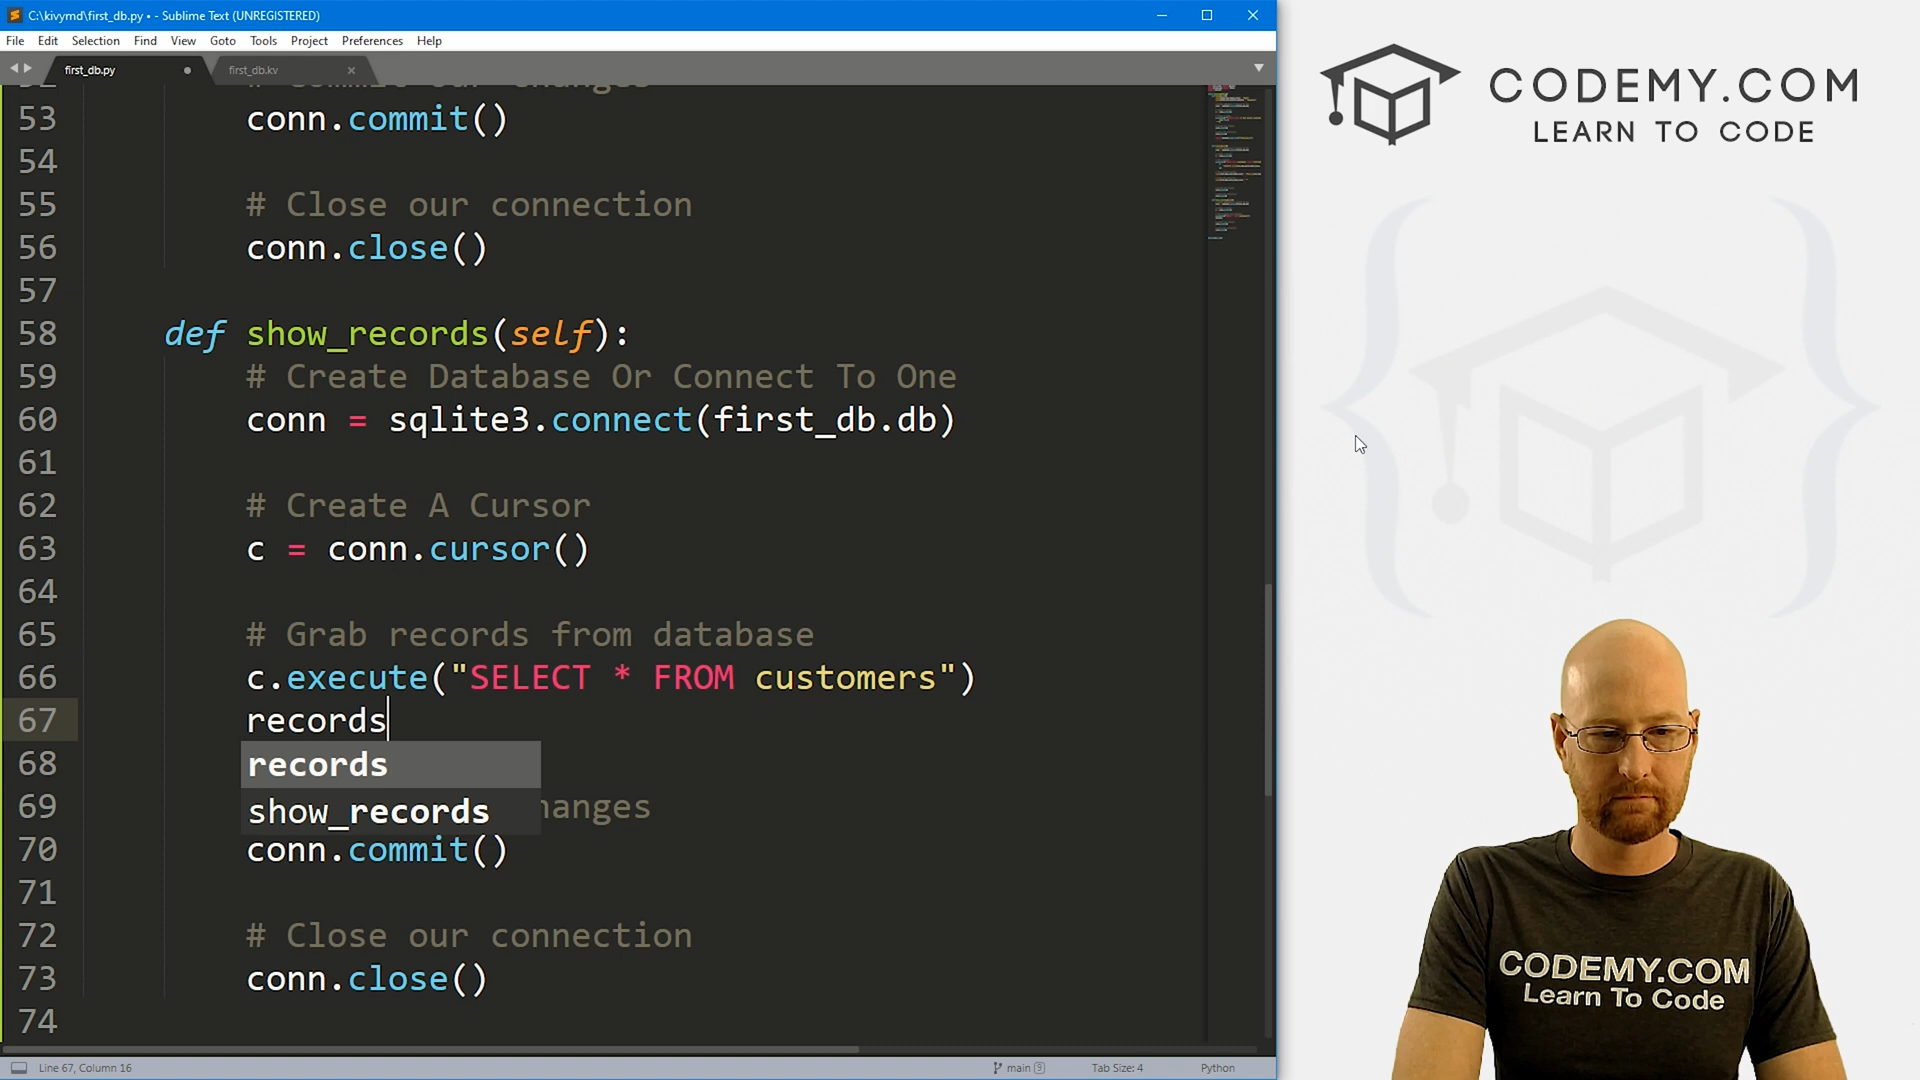 C:\kivymd\first_db.py • - Sublime Text (UNREGISTERED)
File Edit Selection Find View Goto Tools Project Preferences Help
first_db.py
first_db.kv
CODEMY.COM
LEARN TO CODE
# Commit our changes
53 conn.commit()
54
55 # Close our connection
56 conn.close()
57
58 def show_records(self):
59 # Create Database Or Connect To One
60 conn = sqlite3.connect(first_db.db)
61
62 # Create A Cursor
63 c = conn.cursor()
64
65 # Grab records from database
66 c.execute("SELECT * FROM customers")
67 records
68 records
69 show_records hanges
70 conn.commit()
71
72 # Close our connection
73 conn.close()
74
CODEMY.COM
Learn To Code
Line 67, Column 16
main 9
Tab Size: 4
Python